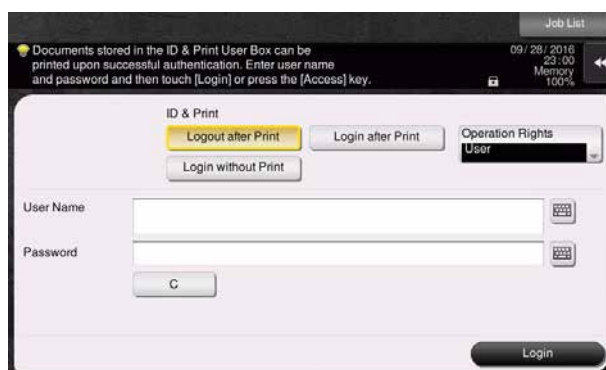 Job List
Documents stored in the ID & Print User Box can be
printed upon successful authentication. Enter user name
and password and then touch [Login] or press the [Access] key.
09/28/2016
23:00
Memory
100%
ID & Print
Logout after Print
Login after Print
Operation Rights
User
Login without Print
User Name
Password
C
Login